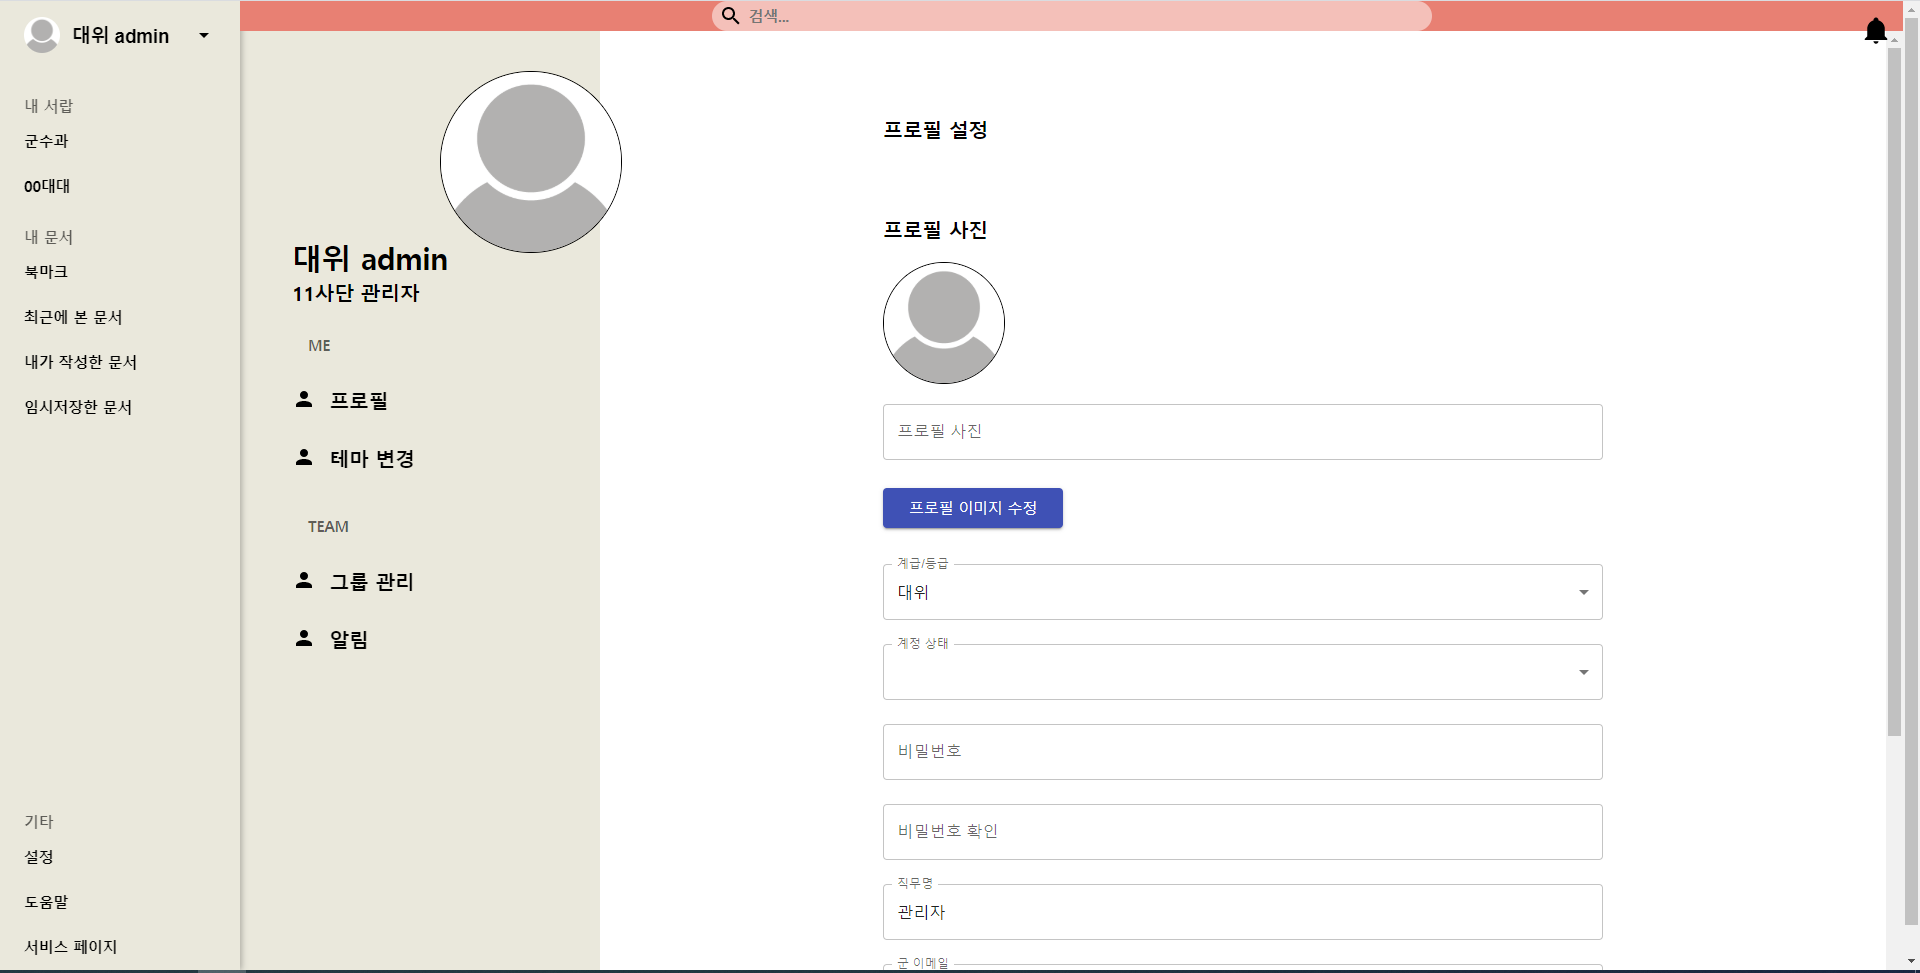 대위 admin
검색...
내 서랍
군수과
00대대
내 문서
북마크
최근에 본 문서
내가 작성한 문서
임시저장한 문서
기타
설정
도움말
서비스 페이지
대위 admin
11사단 관리자
ME
프로필
테마 변경
TEAM
그룹 관리
알림
프로필 설정
프로필 사진
프로필 사진
프로필 이미지 수정
계급/등급
대위
계정 상태
비밀번호
비밀번호 확인
직무명
관리자
군 이메일